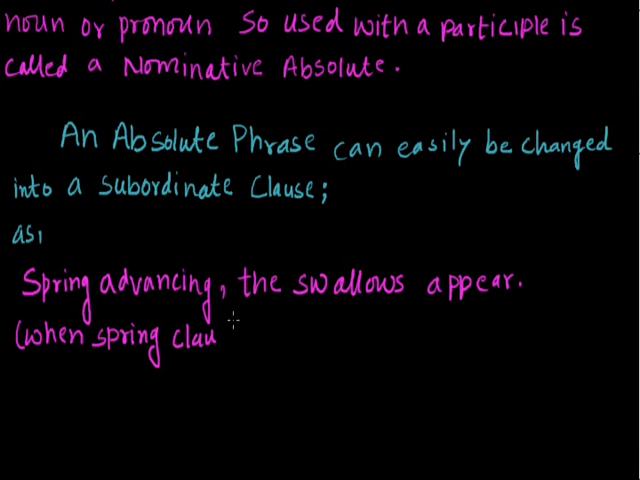 noun or pronoun so used with a participle is
called a Nominative Absolute.
An Absolute Phrase can easily be changed
into a subordinate clause;
as,
Spring advancing, the swallows appear.
(when spring clau